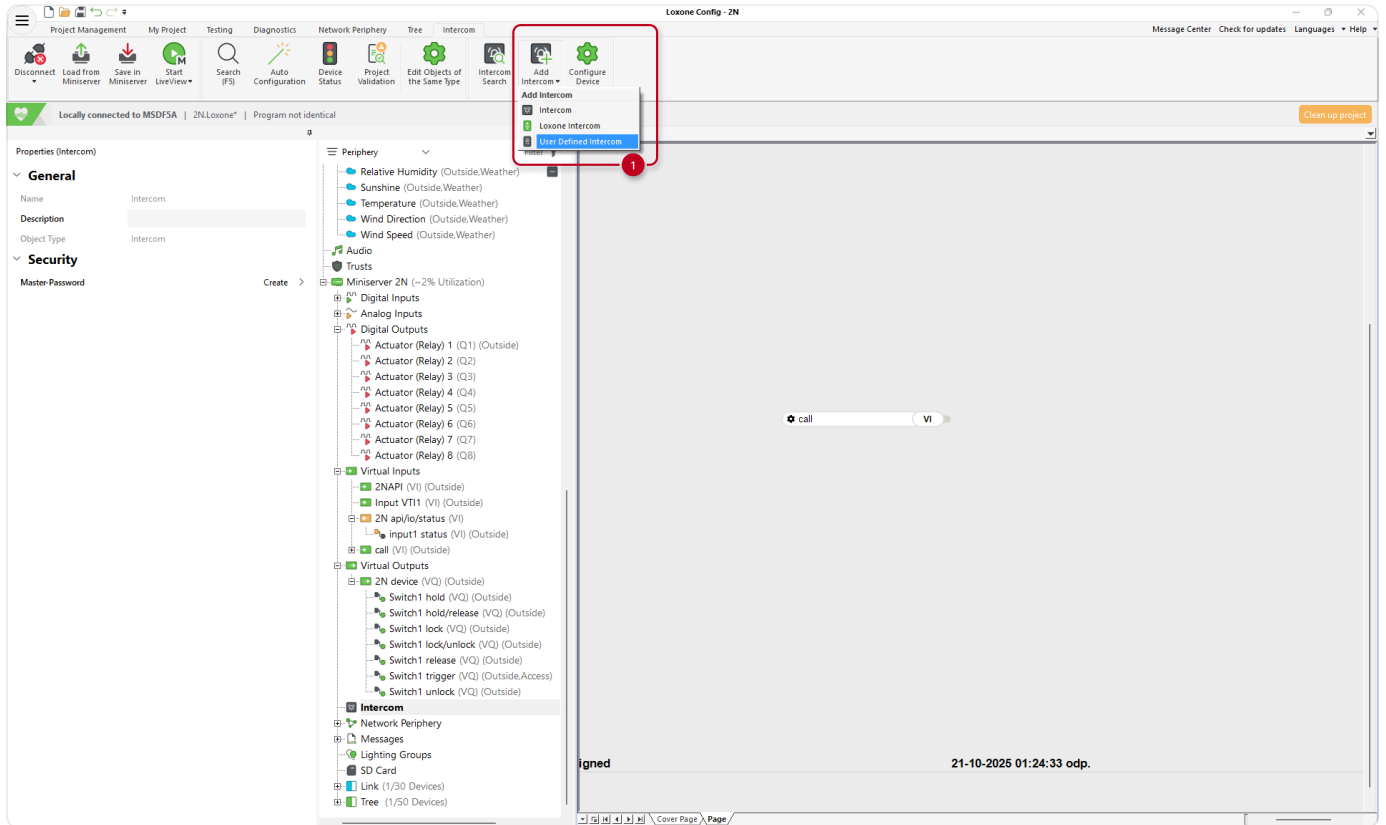 Loxone Config - 2N
Project Management My Project Testing Diagnostics Network Periphery Tree Intercom
Message Center Check for updates Languages Help
Disconnect
Load from Miniserver
Save in Miniserver
Start LiveView
Search (F5)
Auto Configuration
Device Status
Project Validation
Edit Objects of the Same Type
Intercom Search
Add Intercom
Configure Device
Add Intercom
Intercom
Loxone Intercom
User Defined Intercom
1
Locally connected to MSDF5A | 2N.Loxone* | Program not identical
Clean up project
Properties (Intercom)
General
Name Intercom
Description
Object Type Intercom
Security
Master-Password Create
Periphery Filter
Relative Humidity (Outside,Weather)
Sunshine (Outside,Weather)
Temperature (Outside,Weather)
Wind Direction (Outside,Weather)
Wind Speed (Outside,Weather)
Audio
Trusts
Miniserver 2N (~2% Utilization)
Digital Inputs
Analog Inputs
Digital Outputs
Actuator (Relay) 1 (Q1) (Outside)
Actuator (Relay) 2 (Q2)
Actuator (Relay) 3 (Q3)
Actuator (Relay) 4 (Q4)
Actuator (Relay) 5 (Q5)
Actuator (Relay) 6 (Q6)
Actuator (Relay) 7 (Q7)
Actuator (Relay) 8 (Q8)
Virtual Inputs
2NAPI (VI) (Outside)
Input VTI1 (VI) (Outside)
2N api/io/status (VI)
input1 status (VI) (Outside)
call (VI) (Outside)
Virtual Outputs
2N device (VQ) (Outside)
Switch1 hold (VQ) (Outside)
Switch1 hold/release (VQ) (Outside)
Switch1 lock (VQ) (Outside)
Switch1 lock/unlock (VQ) (Outside)
Switch1 release (VQ) (Outside)
Switch1 trigger (VQ) (Outside,Access)
Switch1 unlock (VQ) (Outside)
Intercom
Network Periphery
Messages
Lighting Groups
SD Card
Link (1/30 Devices)
Tree (1/50 Devices)
call VI
igned 21-10-2025 01:24:33 odp.
Cover Page Page